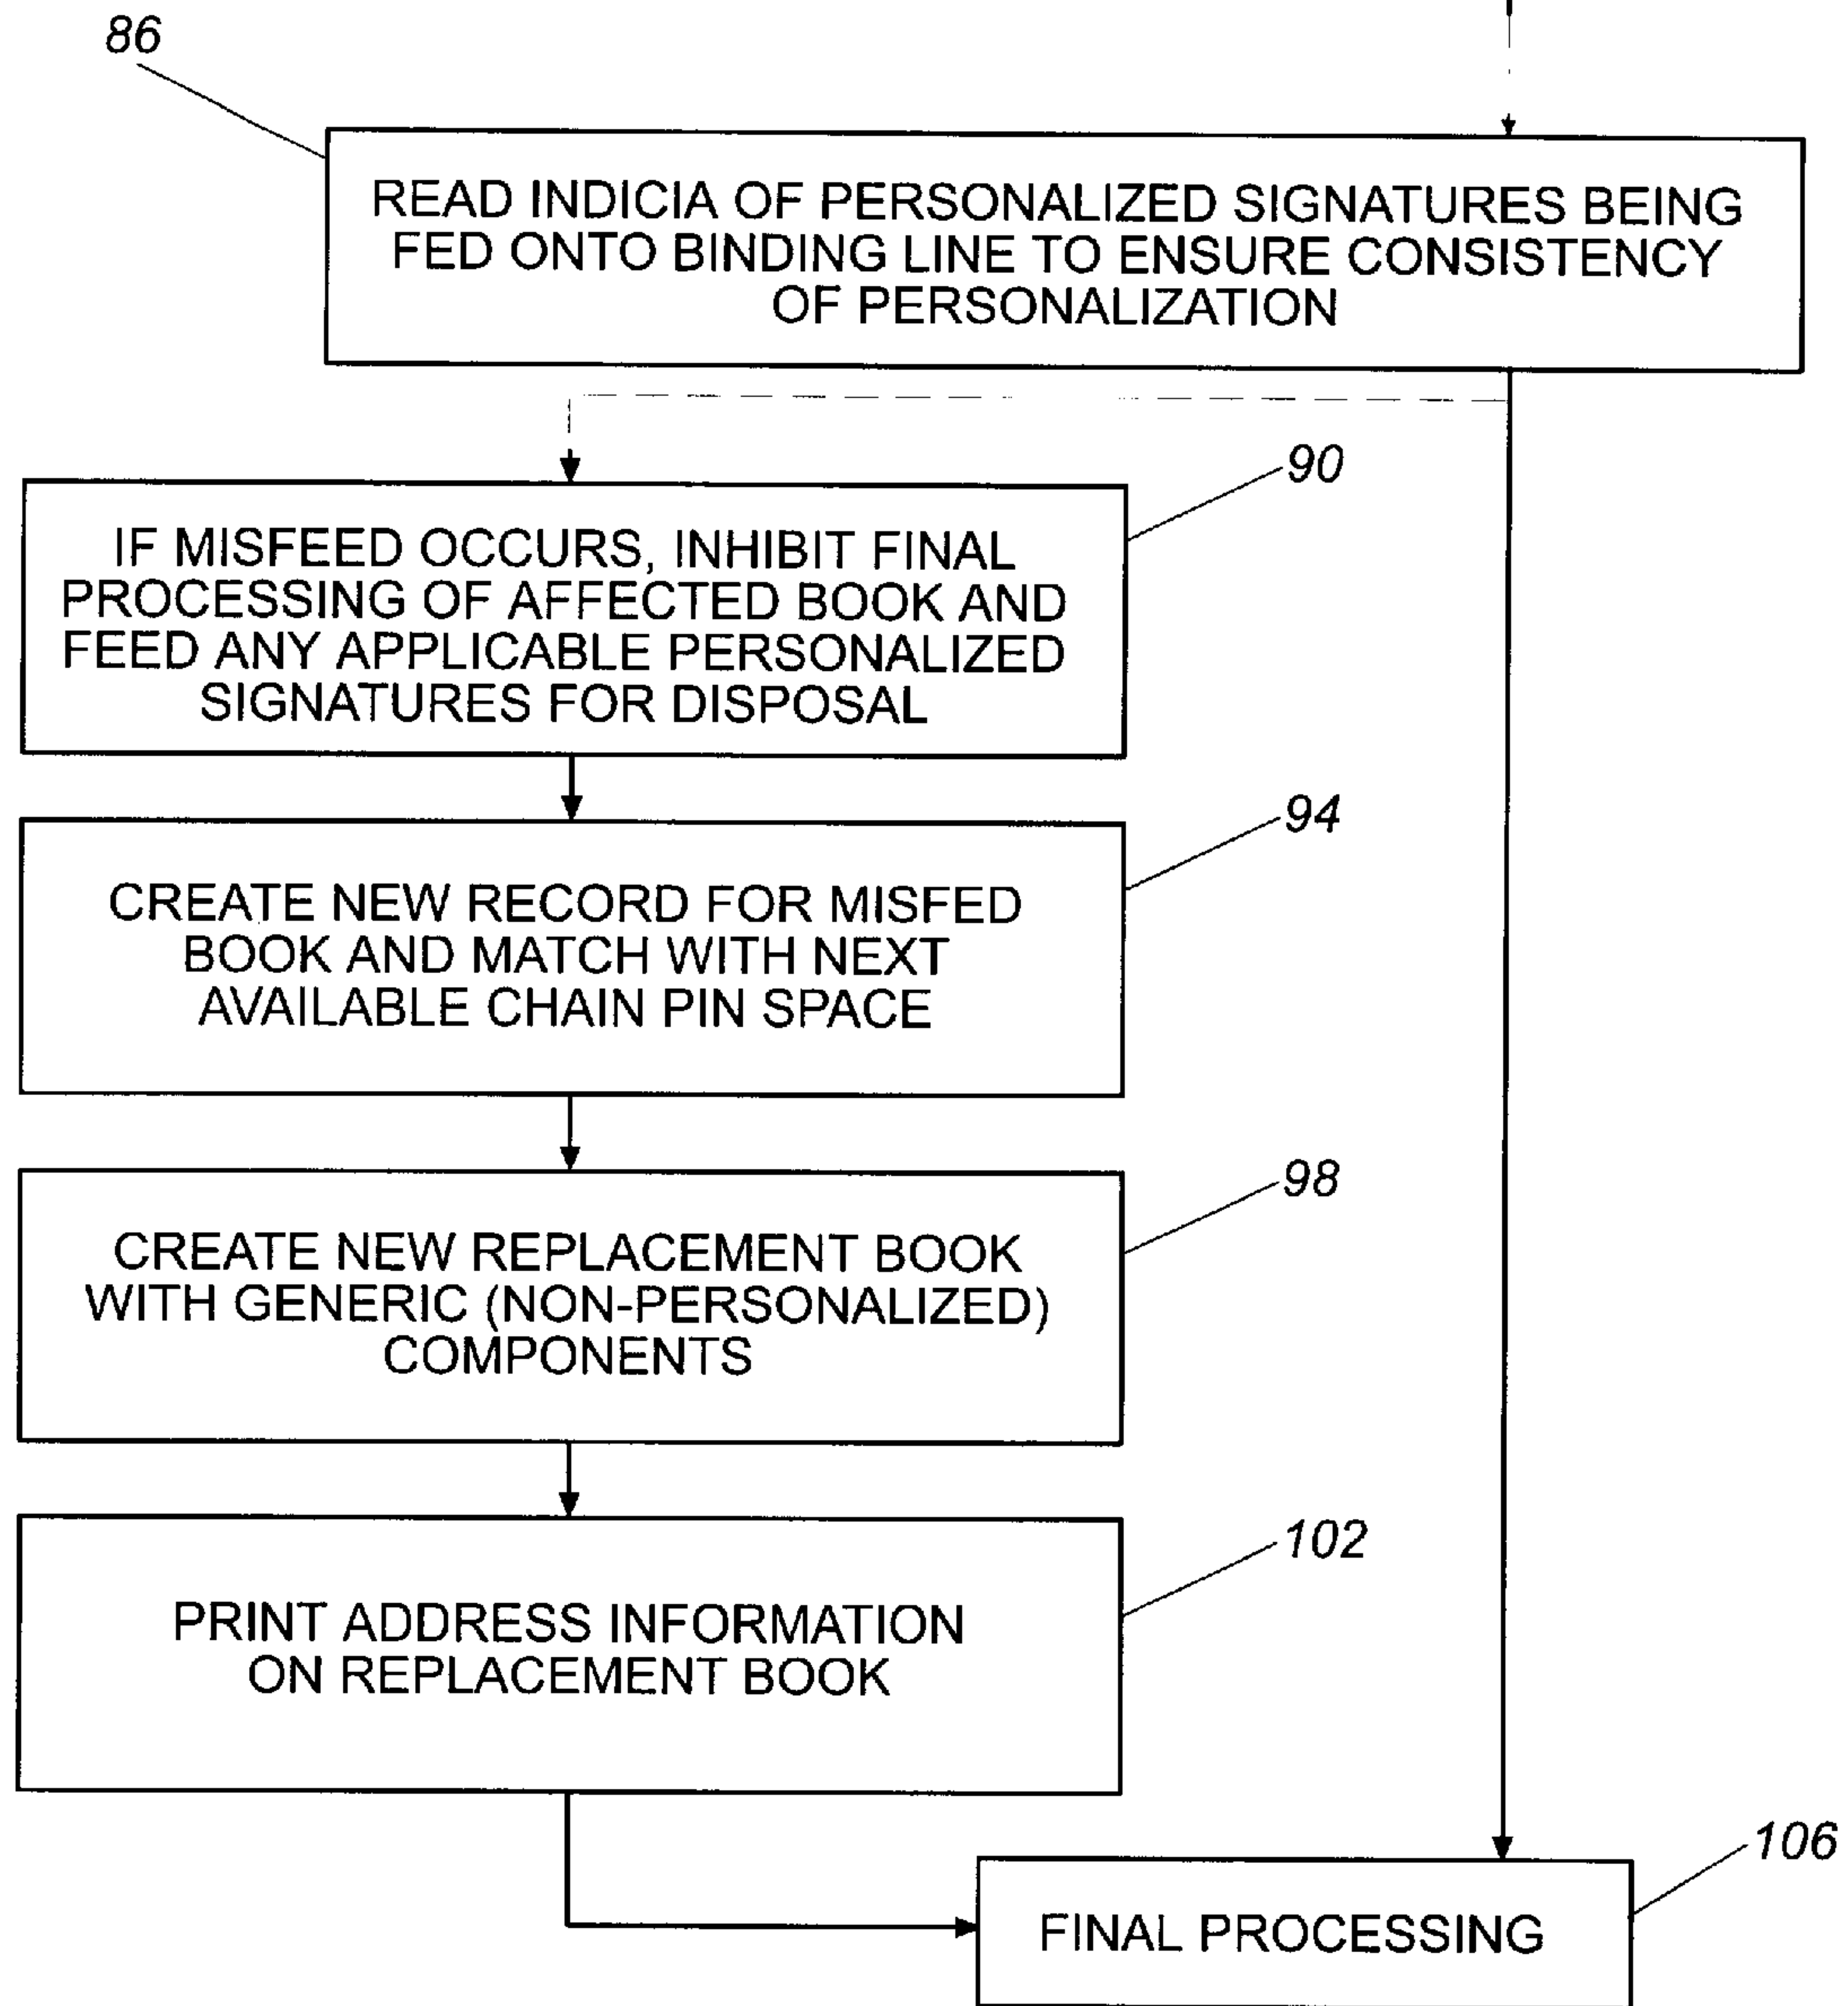 86
READ INDICIA OF PERSONALIZED SIGNATURES BEING
FED ONTO BINDING LINE TO ENSURE CONSISTENCY
OF PERSONALIZATION
90
IF MISFEED OCCURS, INHIBIT FINAL
PROCESSING OF AFFECTED BOOK AND
FEED ANY APPLICABLE PERSONALIZED
SIGNATURES FOR DISPOSAL
94
CREATE NEW RECORD FOR MISFED
BOOK AND MATCH WITH NEXT
AVAILABLE CHAIN PIN SPACE
98
CREATE NEW REPLACEMENT BOOK
WITH GENERIC (NON-PERSONALIZED)
COMPONENTS
102
PRINT ADDRESS INFORMATION
ON REPLACEMENT BOOK
106
FINAL PROCESSING